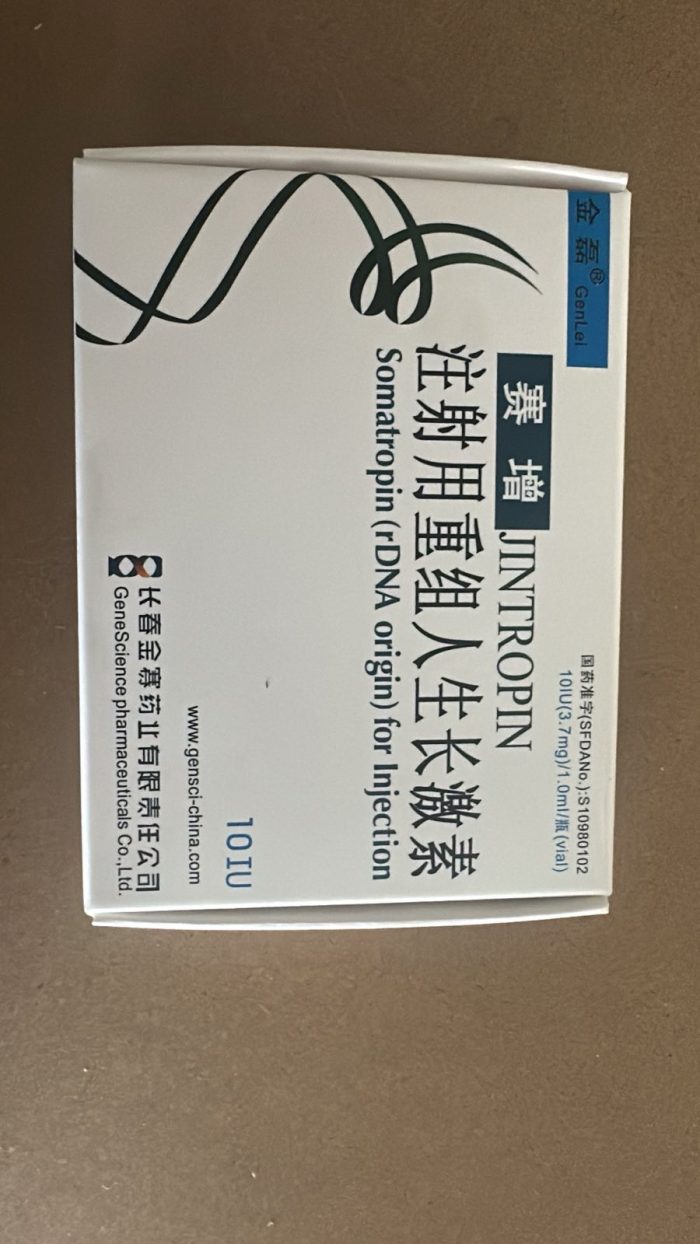 金磊® GenLei
国药准字(SFDANo.):S10980102
10IU(3.7mg)/1.0ml/瓶(vial)
赛增 JINTROPIN
注射用重组人生长激素
Somatropin (rDNA origin) for Injection
10IU
www.gensci-china.com
长春金赛药业有限责任公司
GeneScience pharmaceuticals Co.,Ltd.